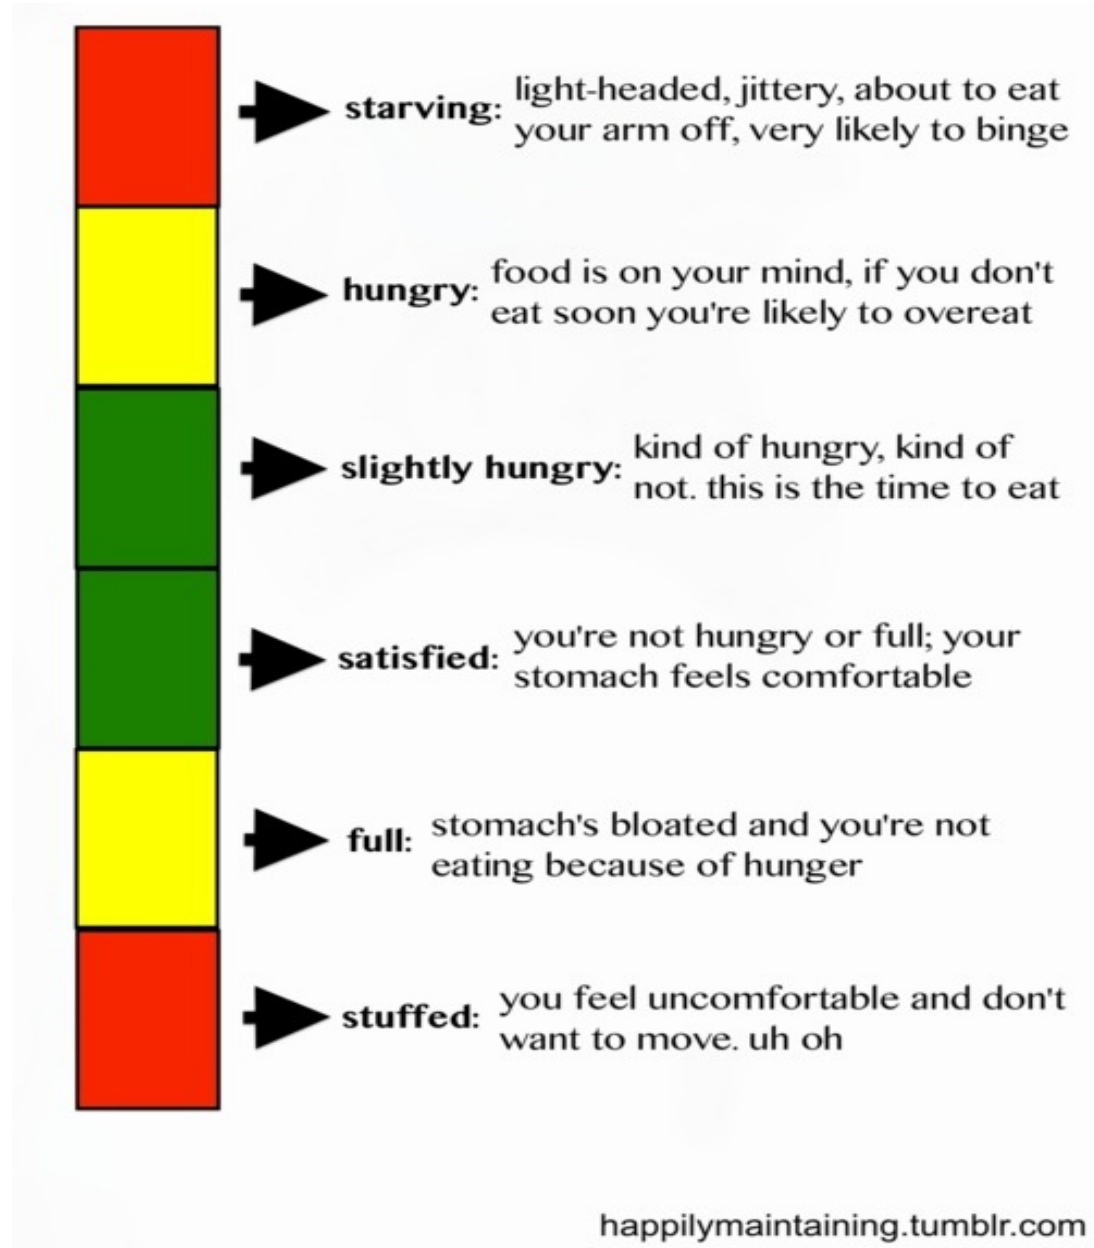 starving: light-headed, jittery, about to eat
your arm off, very likely to binge
hungry: food is on your mind, if you don't
eat soon you're likely to overeat
slightly hungry: kind of hungry, kind of
not. this is the time to eat
satisfied: you're not hungry or full; your
stomach feels comfortable
full: stomach's bloated and you're not
eating because of hunger
stuffed: you feel uncomfortable and don't
want to move. uh oh
happilymaintaining.tumblr.com